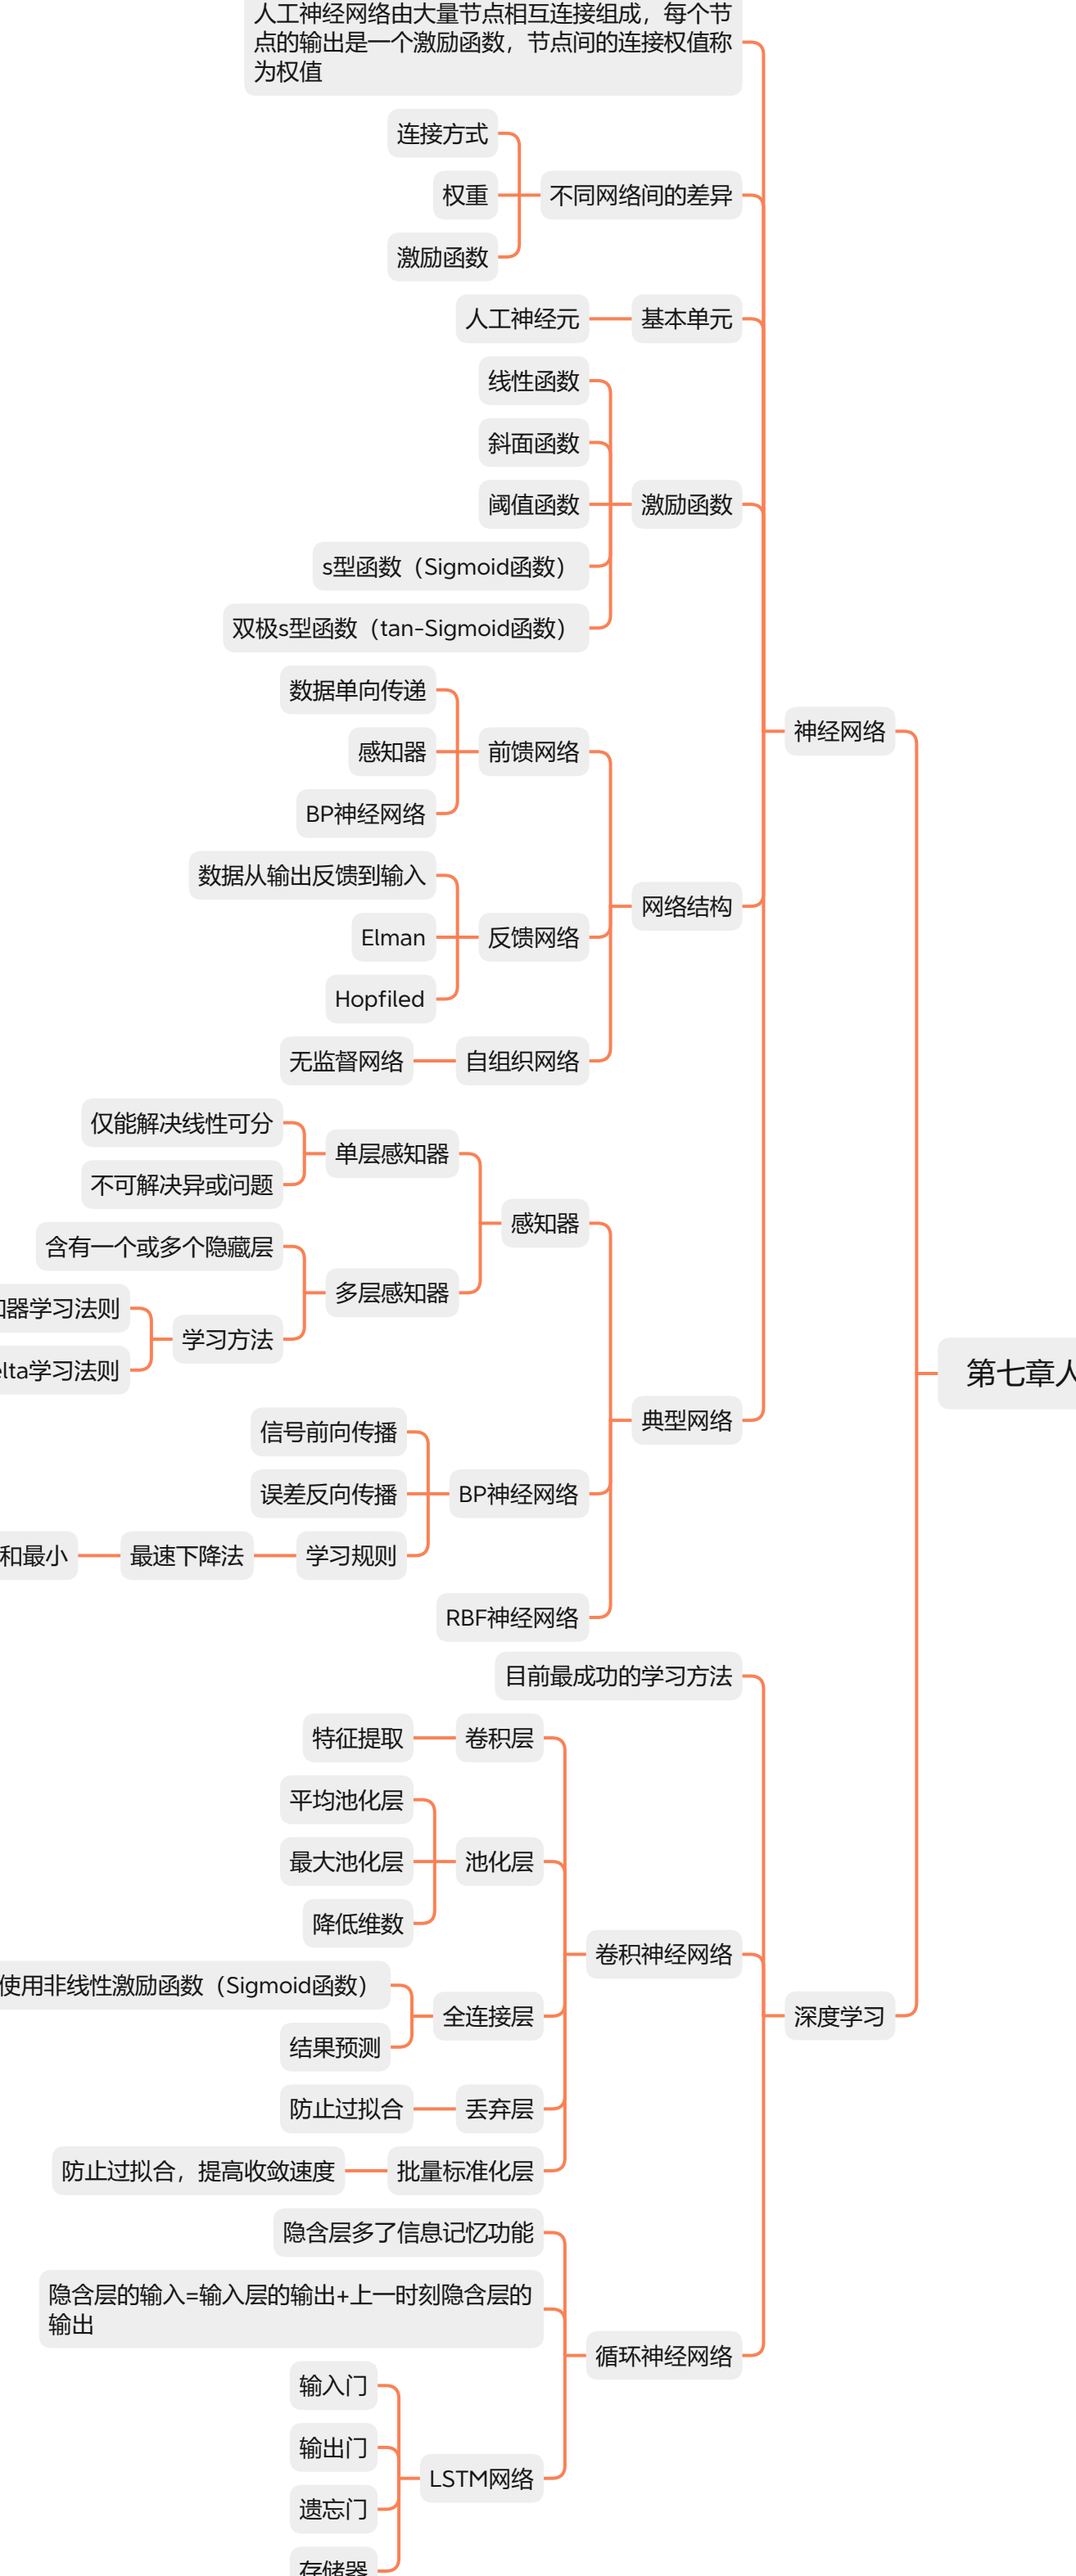 人工神经网络由大量节点相互连接组成，每个节
点的输出是一个激励函数，节点间的连接权值称
为权值
连接方式
权重
不同网络间的差异
激励函数
人工神经元
基本单元
线性函数
斜面函数
阈值函数
激励函数
s型函数（Sigmoid函数）
双极s型函数（tan-Sigmoid函数）
数据单向传递
神经网络
感知器
前馈网络
BP神经网络
数据从输出反馈到输入
网络结构
Elman
反馈网络
Hopfiled
无监督网络
自组织网络
仅能解决线性可分
单层感知器
不可解决异或问题
感知器
含有一个或多个隐藏层
多层感知器
器学习法则
学习方法
lta学习法则
第七章人
典型网络
信号前向传播
误差反向传播
BP神经网络
和最小
最速下降法
学习规则
RBF神经网络
目前最成功的学习方法
特征提取
卷积层
平均池化层
最大池化层
池化层
降低维数
卷积神经网络
使用非线性激励函数（Sigmoid函数）
全连接层
深度学习
结果预测
防止过拟合
丢弃层
防止过拟合，提高收敛速度
批量标准化层
隐含层多了信息记忆功能
隐含层的输入=输入层的输出+上一时刻隐含层的
输出
循环神经网络
输入门
输出门
LSTM网络
遗忘门
存储器